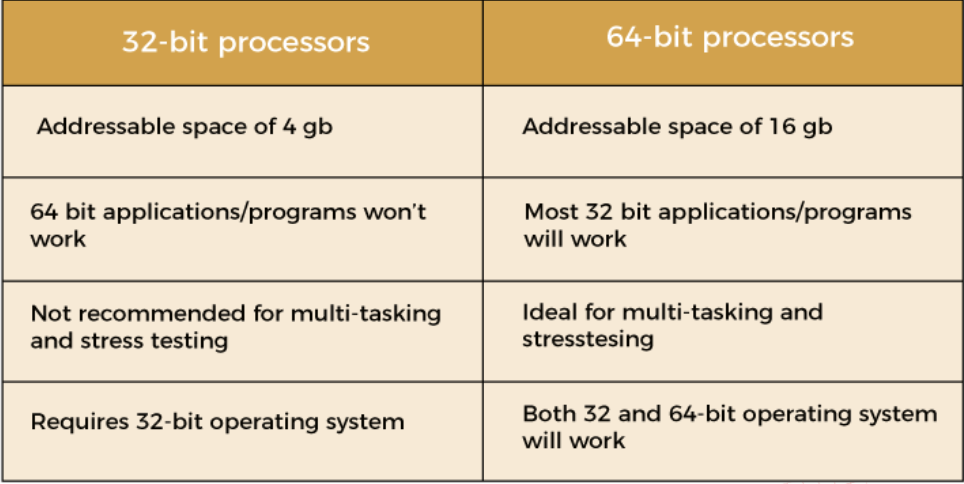 32-bit processors
64-bit processors
Addressable space of 4 gb
Addressable space of 16 gb
64 bit applications/programs won't
work
Most 32 bit applications/programs
will work
Not recommended for multi-tasking
and stress testing
Ideal for multi-tasking and
stresstesing
Requires 32-bit operating system
Both 32 and 64-bit operating system
will work